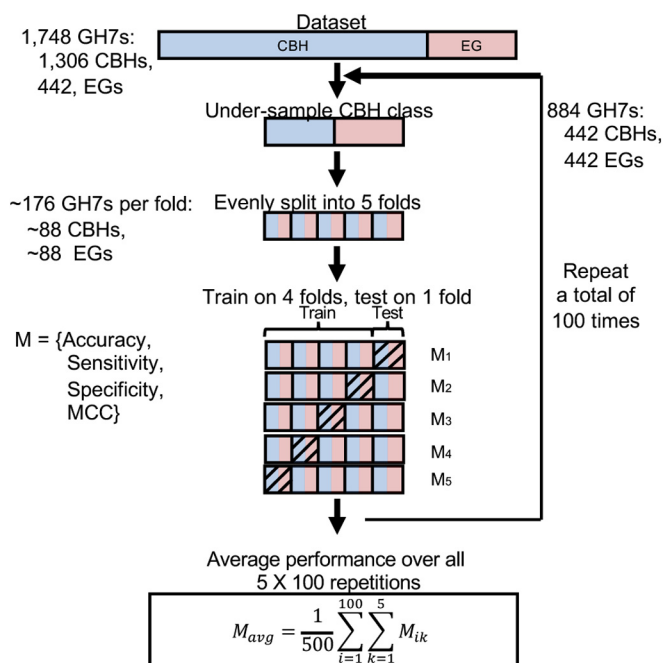 Dataset
1,748 GH7s:
1,306 CBHs,
442, EGs
CBH
EG
Under-sample CBH class
884 GH7s:
442 CBHs,
442 EGs
~176 GH7s per fold:
~88 CBHs,
~88 EGs
Evenly split into 5 folds
Repeat
a total of
100 times
Train on 4 folds, test on 1 fold
Train
Test
M = {Accuracy,
Sensitivity,
Specificity,
MCC}
M1
M2
M3
M4
M5
Average performance over all
5 X 100 repetitions
M_avg = 1/500 ∑_{i=1}^{100} ∑_{k=1}^{5} M_ik